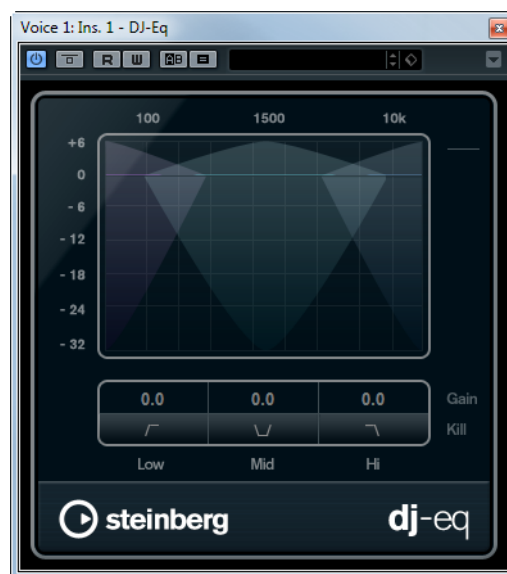 Voice 1: Ins. 1 - DJ-Eq
R W AB
100 1500 10k
+6
0
- 6
- 12
- 18
- 24
- 32
0.0 0.0 0.0 Gain
Kill
Low Mid Hi
steinberg dj-eq